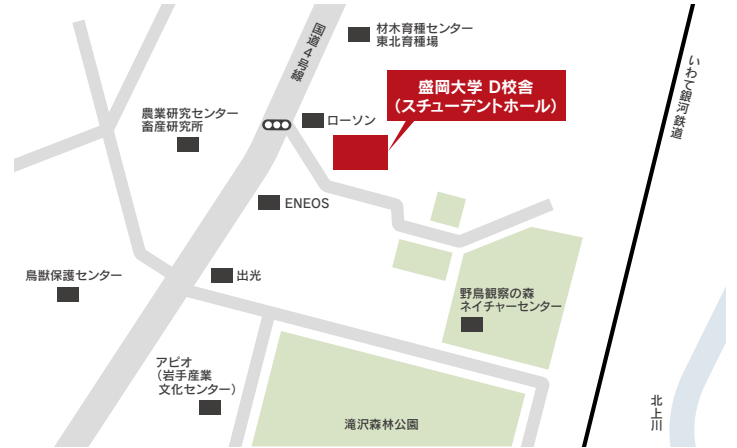 国道4号線
材木育種センター
東北育種場
盛岡大学 D校舎
（スチューデントホール）
いわて銀河鉄道
農業研究センター
畜産研究所
ローソン
ENEOS
鳥獣保護センター
出光
野鳥観察の森
ネイチャーセンター
アピオ
（岩手産業
文化センター）
滝沢森林公園
北上川